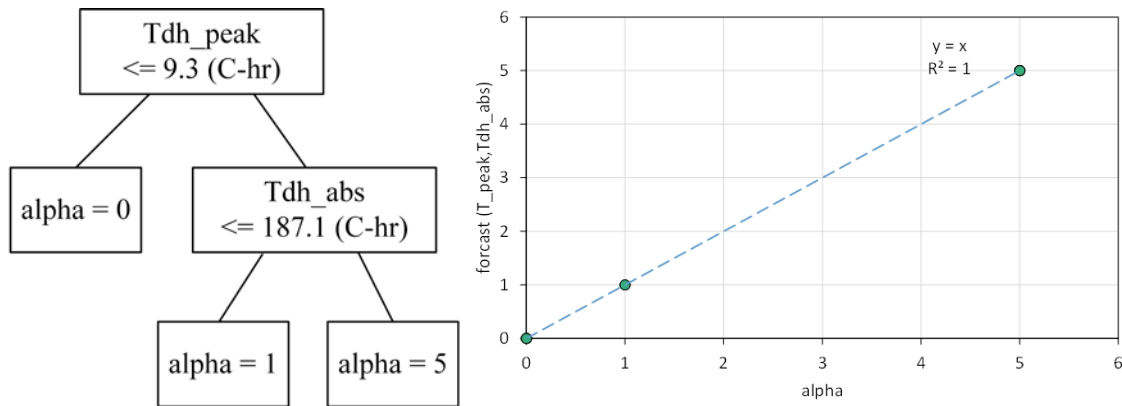 Tdh_peak
<= 9.3 (C-hr)
alpha = 0
Tdh_abs
<= 187.1 (C-hr)
alpha = 1
alpha = 5
forcast (T_peak,Tdh_abs)
6
5
4
3
2
1
0
y = x
R² = 1
0 1 2 3 4 5 6
alpha